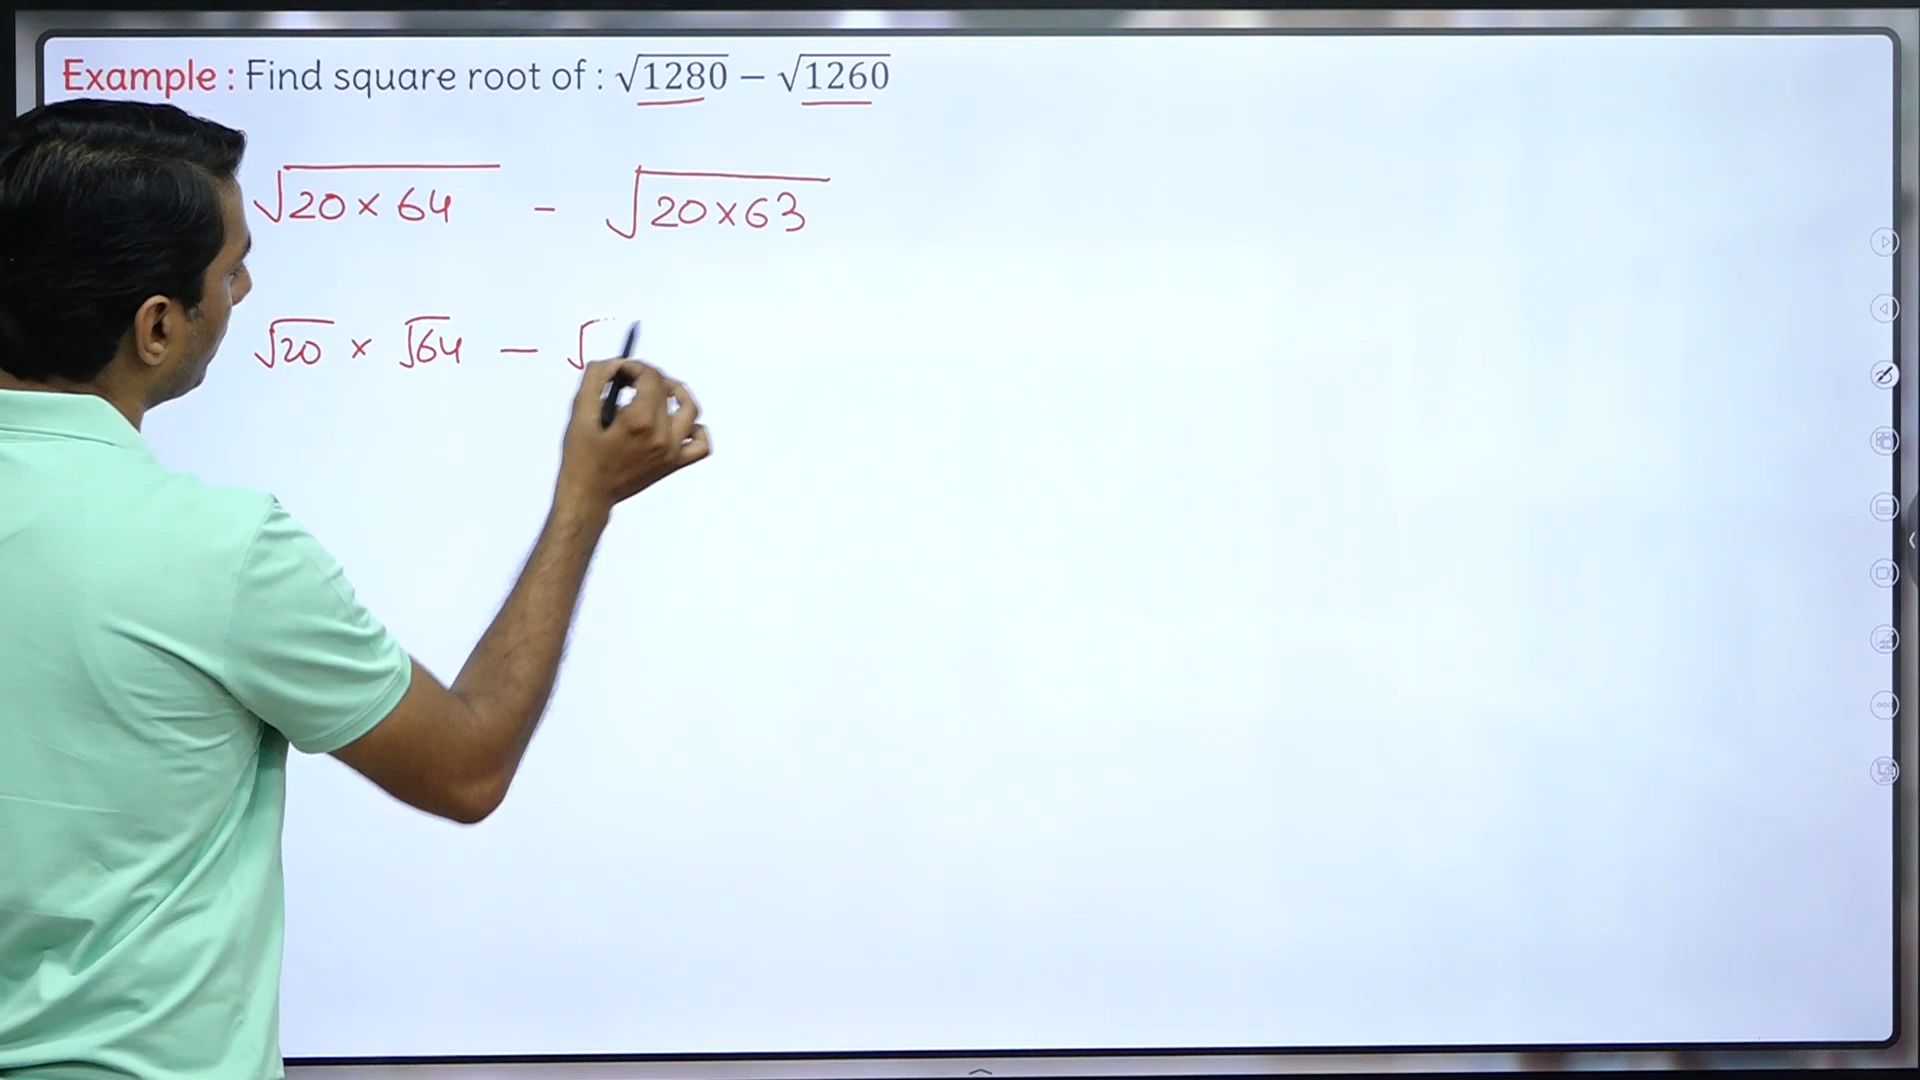 Example : Find square root of : √1280 − √1260
√20 × 64 - √20 × 63
√20 × √64 − √